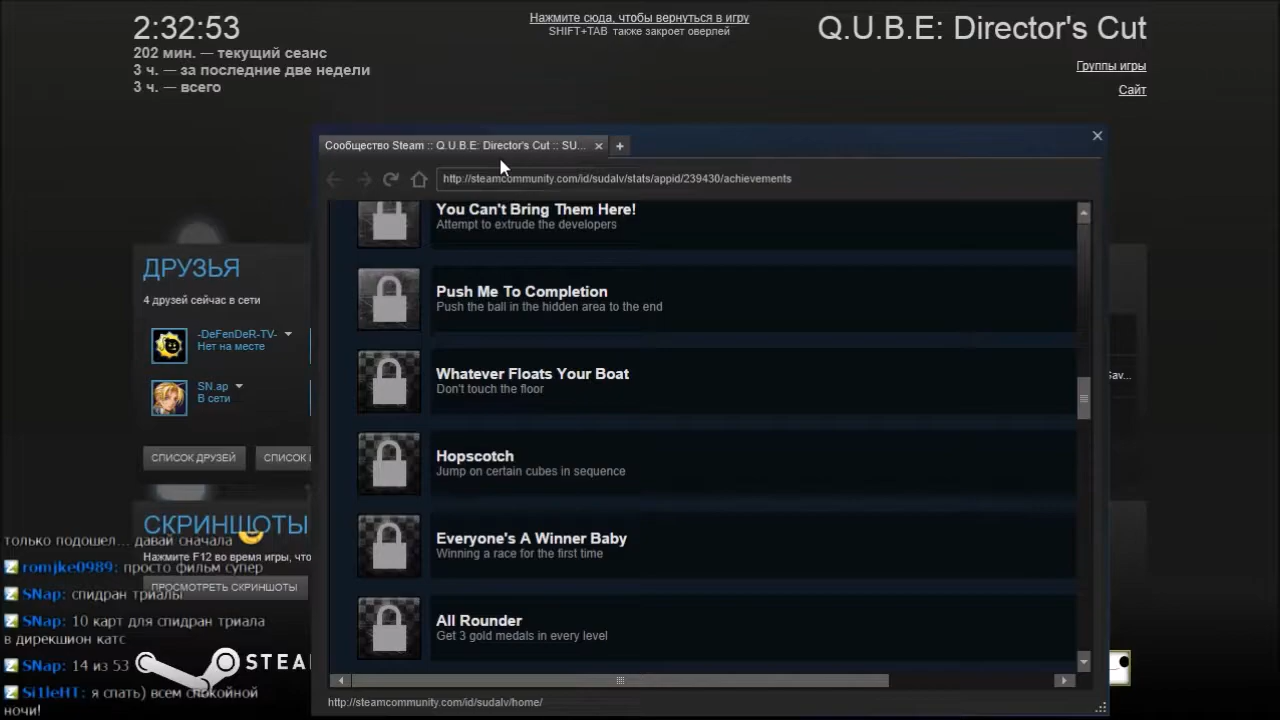 2:32:53
202 мин. — текущий сеанс
3 ч. — за последние две недели
3 ч. — всего
Нажмите сюда, чтобы вернуться в игру
SHIFT+TAB также закроет оверлей
Q.U.B.E: Director's Cut
Группы игры
Сайт
Сообщество Steam :: Q.U.B.E: Director's Cut :: SU...
http://steamcommunity.com/id/sudalv/stats/appid/239430/achievements
You Can't Bring Them Here!
Attempt to extrude the developers
Push Me To Completion
Push the ball in the hidden area to the end
Whatever Floats Your Boat
Don't touch the floor
Hopscotch
Jump on certain cubes in sequence
Everyone's A Winner Baby
Winning a race for the first time
All Rounder
Get 3 gold medals in every level
http://steamcommunity.com/id/sudalv/home/
ДРУЗЬЯ
4 друзей сейчас в сети
-DeFenDeR-TV-
Нет на месте
SN.ap
В сети
СПИСОК ДРУЗЕЙ
СПИСОК
СКРИНШОТЫ
Нажмите F12 во время игры, что
ПРОСМОТРЕТЬ СКРИНШОТЫ
только подошел... давай сначала
romjke0989: просто фильм супер
SNap: спидран триалы
SNap: 10 карт для спидран триала
в дирекшион катс
SNap: 14 из 53
Si1leHT: я спать) всем спокойной
ночи!
STEA